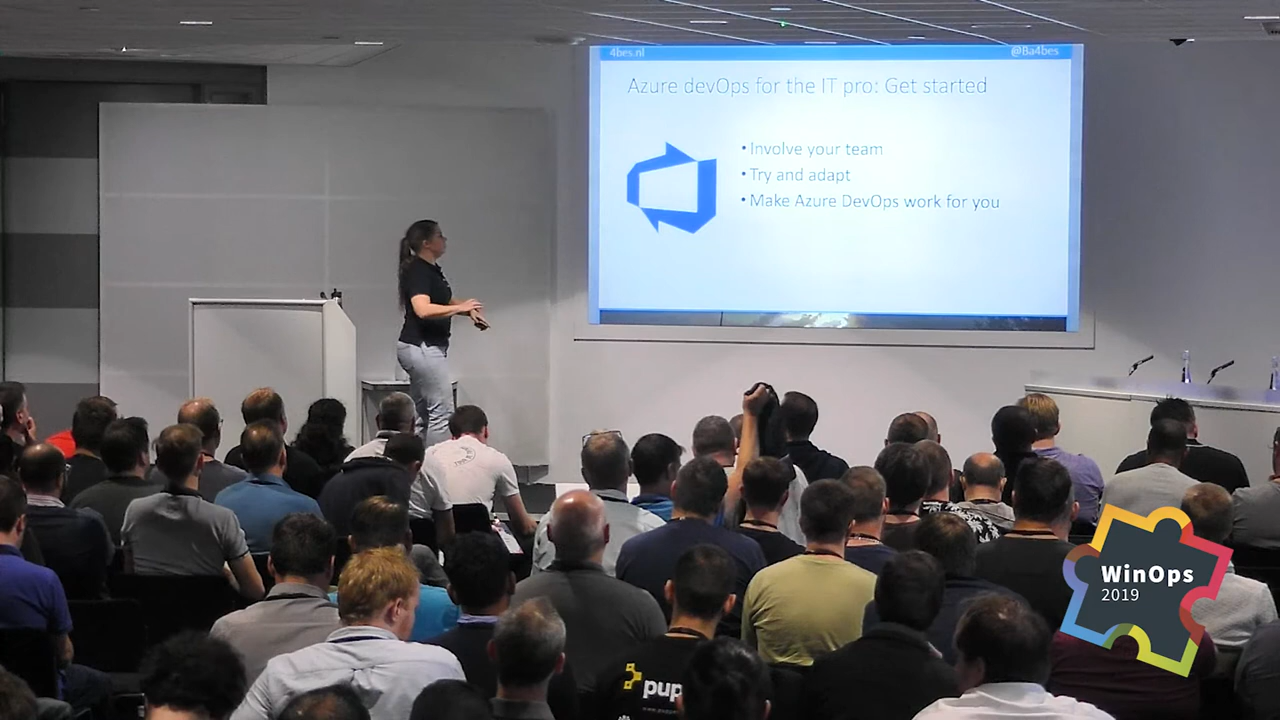 4bes.nl
@Ba4bes
Azure devOps for the IT pro: Get started
• Involve your team
• Try and adapt
• Make Azure DevOps work for you
WinOps
2019
pup